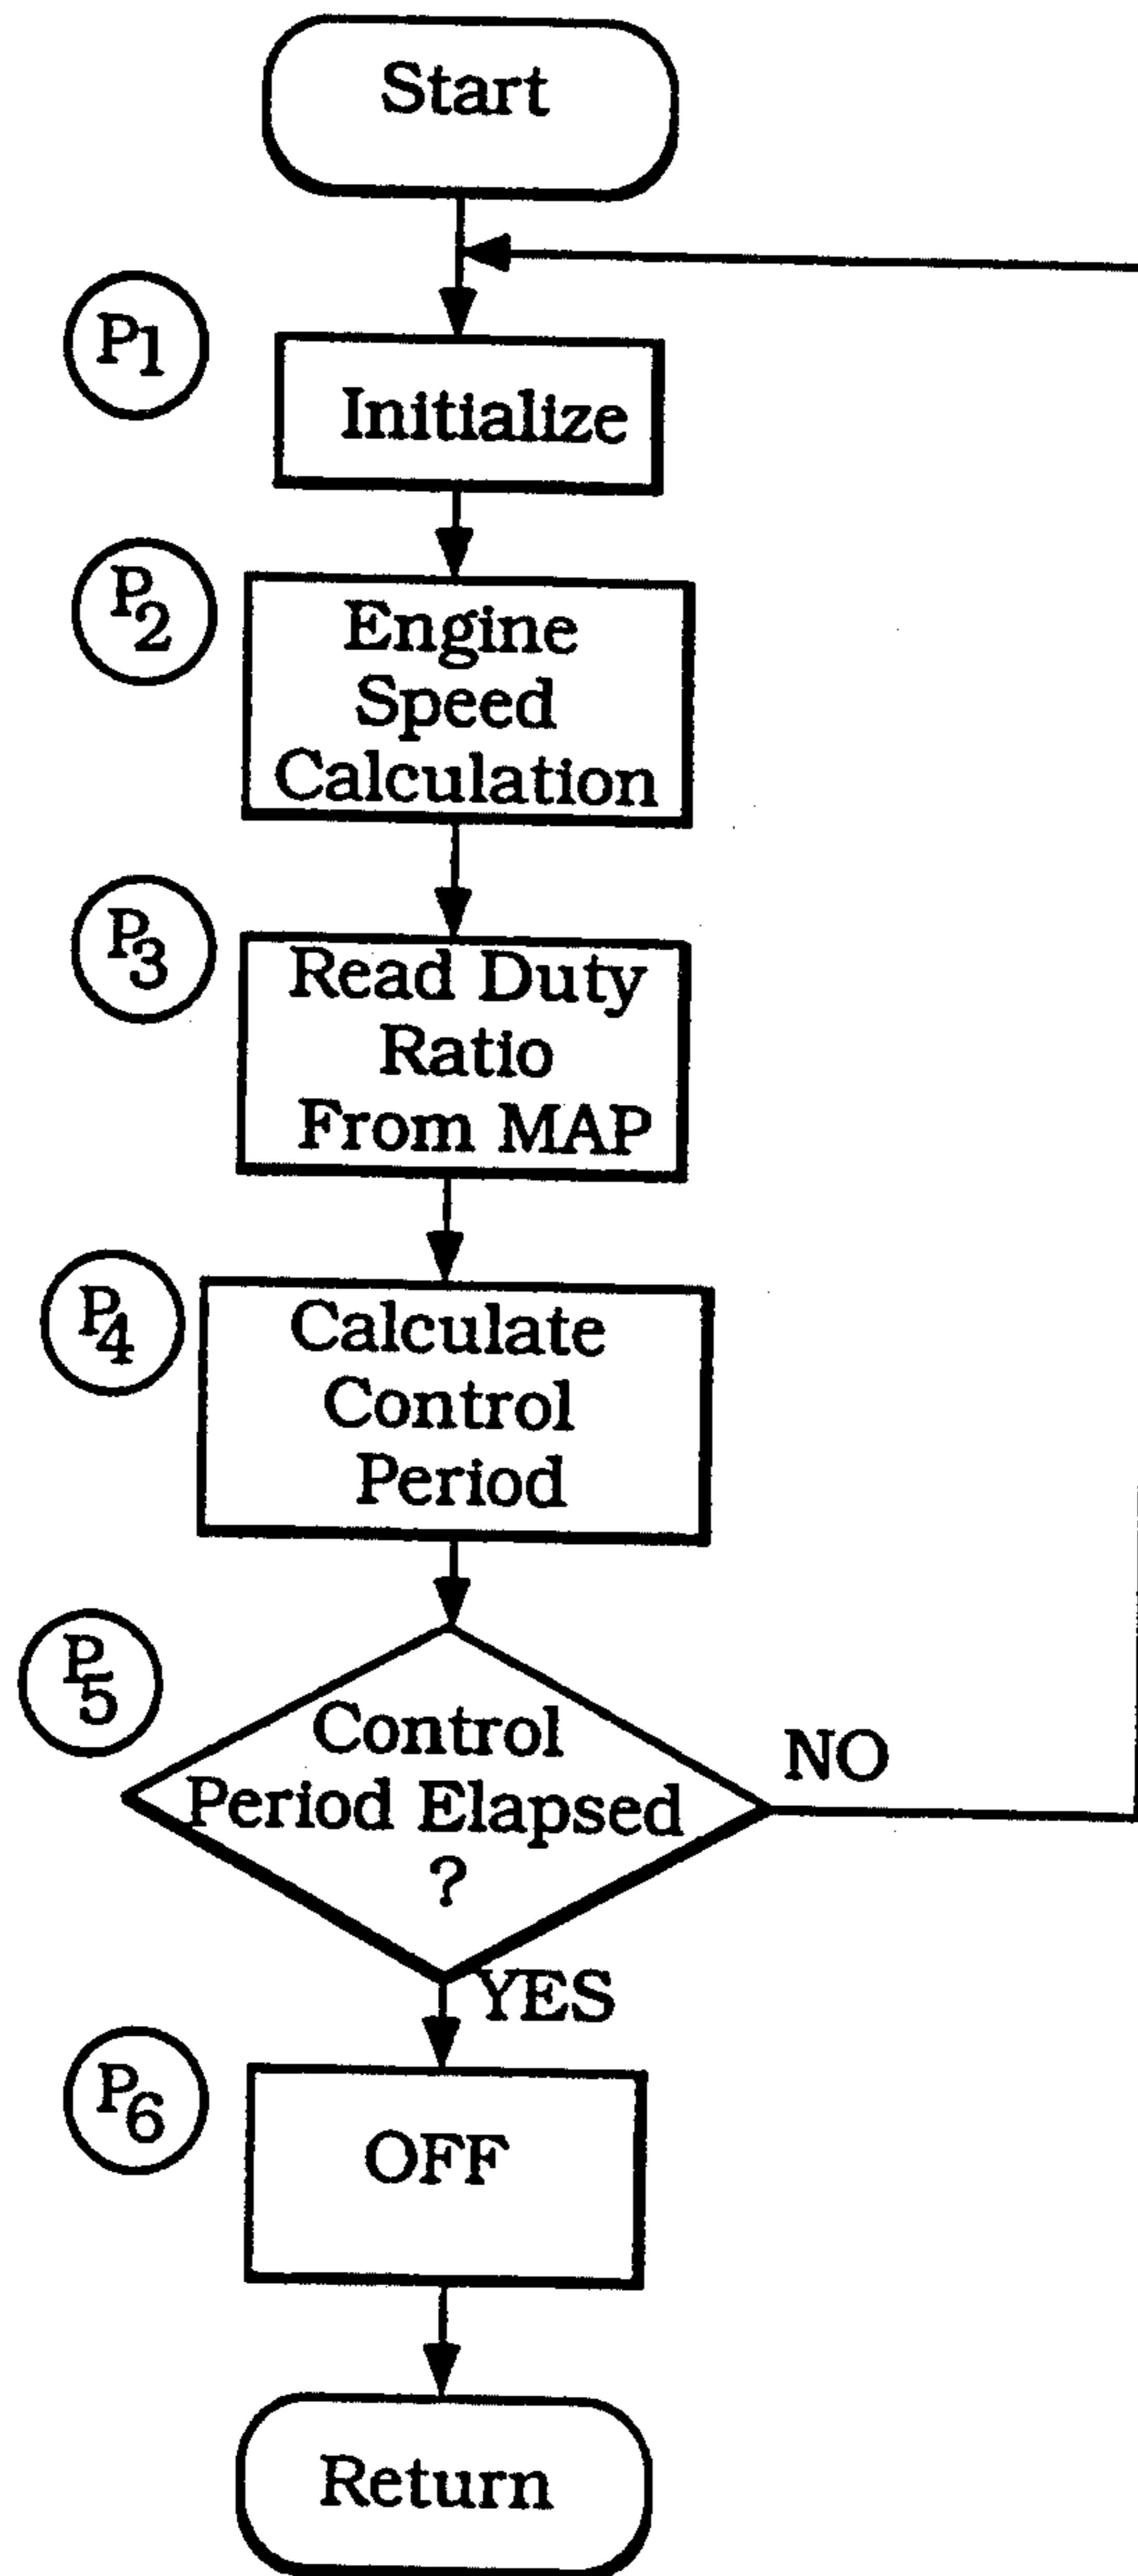 Start
P1
Initialize
P2
Engine
Speed
Calculation
P3
Read Duty
Ratio
From MAP
P4
Calculate
Control
Period
P5
Control
Period Elapsed
?
NO
YES
P6
OFF
Return